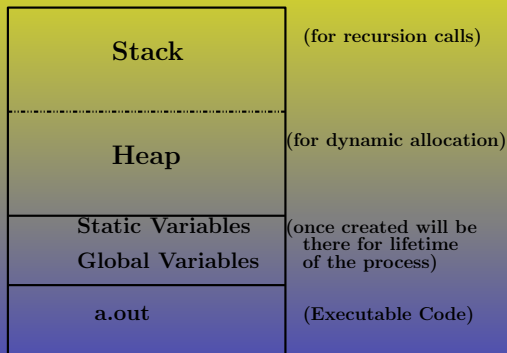 Stack
(for recursion calls)
Heap
(for dynamic allocation)
Static Variables
(once created will be
there for lifetime
Global Variables
of the process)
a.out
(Executable Code)